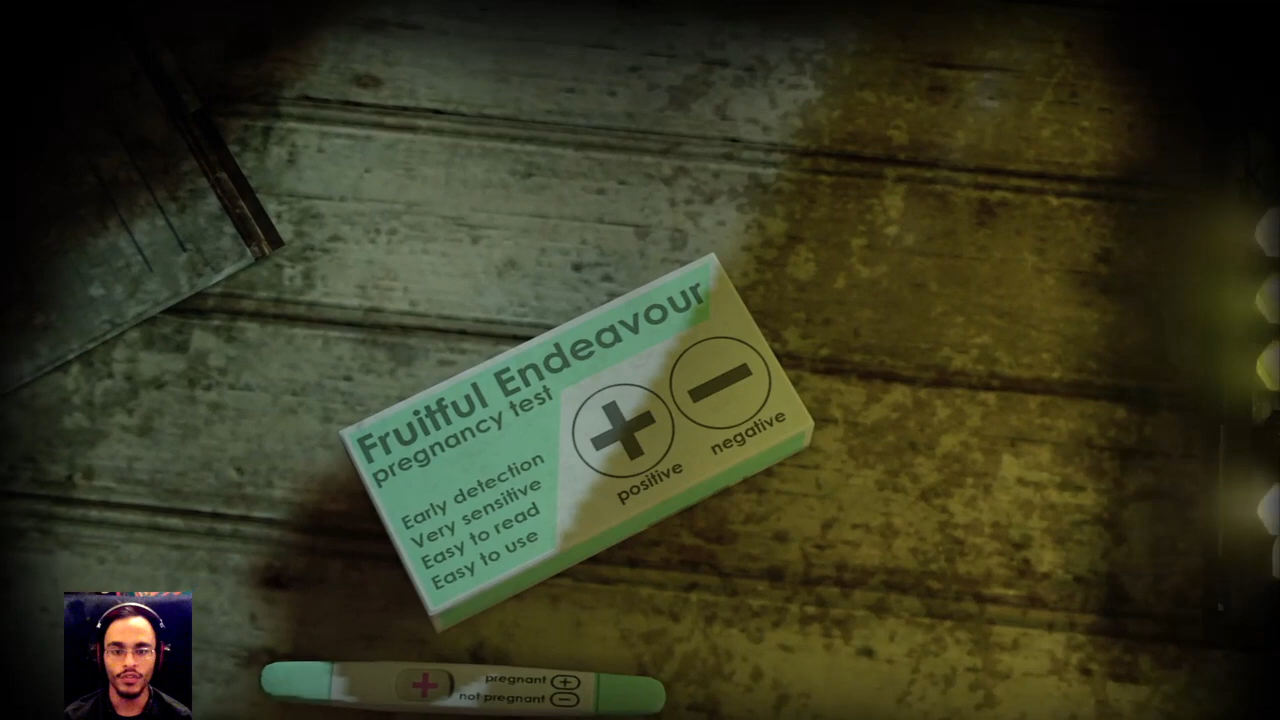 Fruitful Endeavour
pregnancy test
Early detection
Very sensitive
Easy to read
Easy to use
positive
negative
pregnant
not pregnant